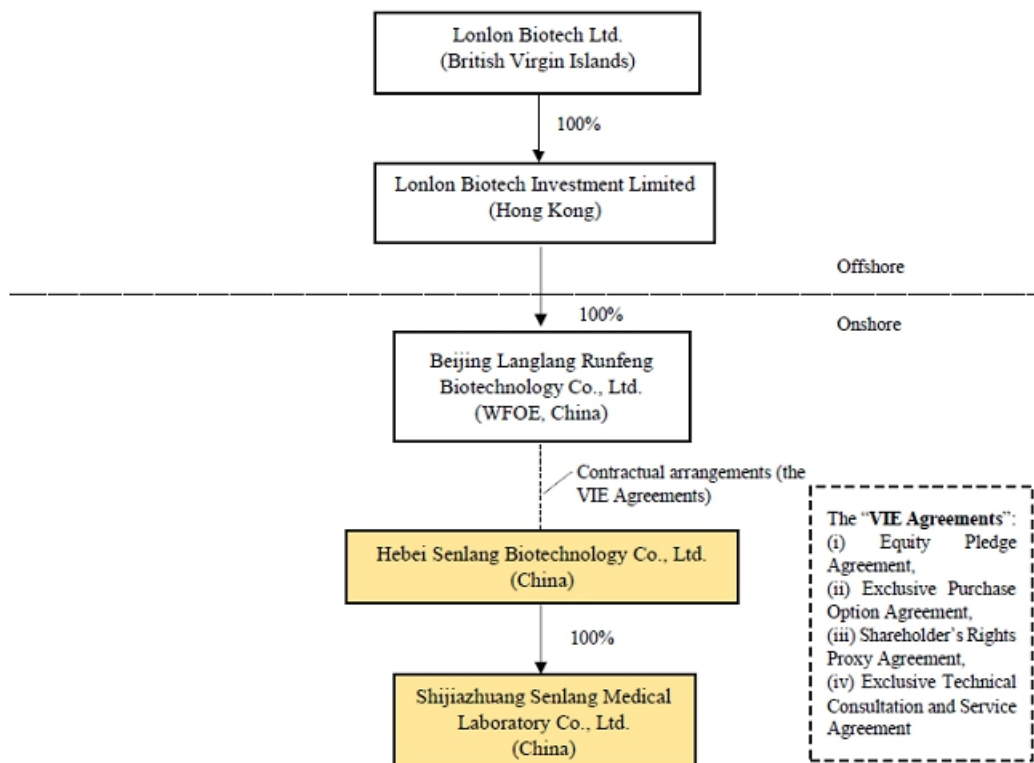 Lonlon Biotech Ltd.
(British Virgin Islands)
100%
Lonlon Biotech Investment Limited
(Hong Kong)
Offshore
100%
Onshore
Beijing Langlang Runfeng
Biotechnology Co., Ltd.
(WFOE, China)
Contractual arrangements (the
VIE Agreements)
Hebei Senlang Biotechnology Co., Ltd.
(China)
100%
Shijiazhuang Senlang Medical
Laboratory Co., Ltd.
(China)
The “VIE Agreements”:
(i) Equity Pledge
Agreement,
(ii) Exclusive Purchase
Option Agreement,
(iii) Shareholder’s Rights
Proxy Agreement,
(iv) Exclusive Technical
Consultation and Service
Agreement